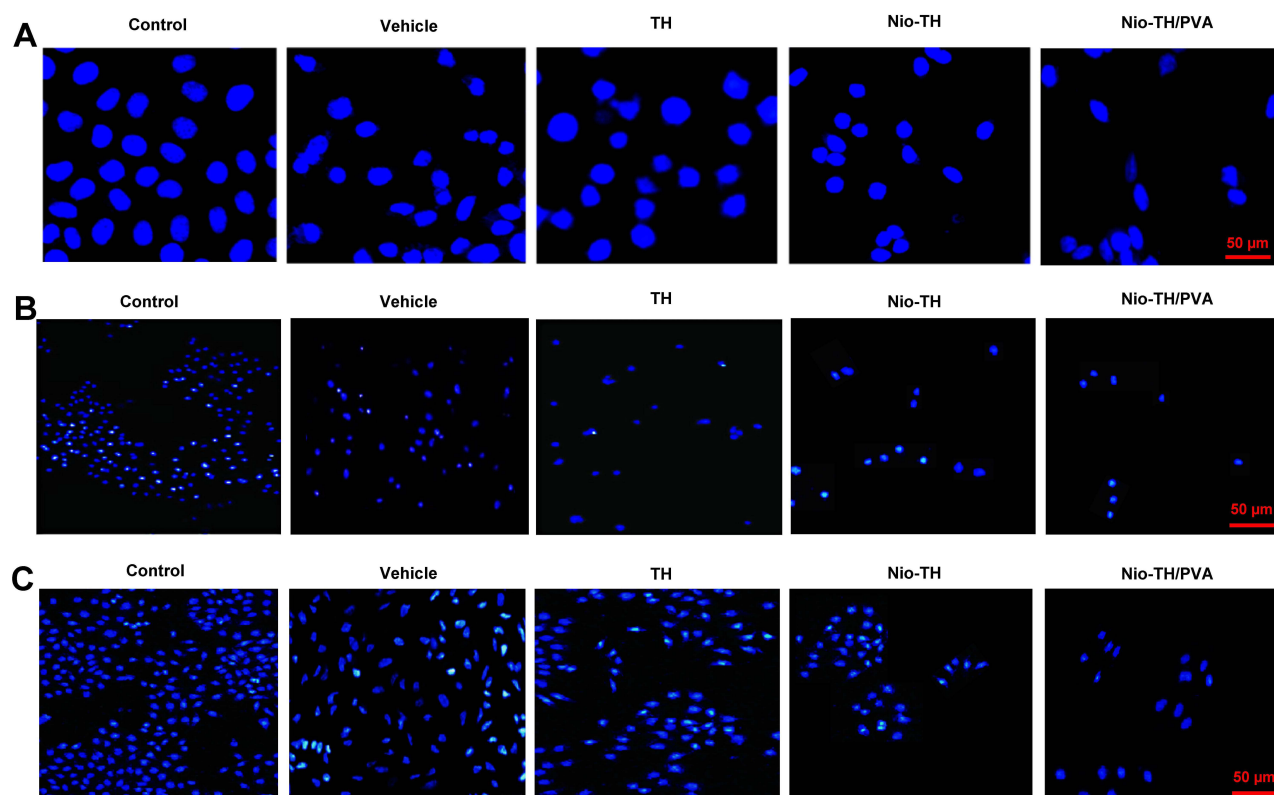 A
Control
Vehicle
TH
Nio-TH
Nio-TH/PVA
50 µm
B
Control
Vehicle
TH
Nio-TH
Nio-TH/PVA
50 µm
C
Control
Vehicle
TH
Nio-TH
Nio-TH/PVA
50 µm